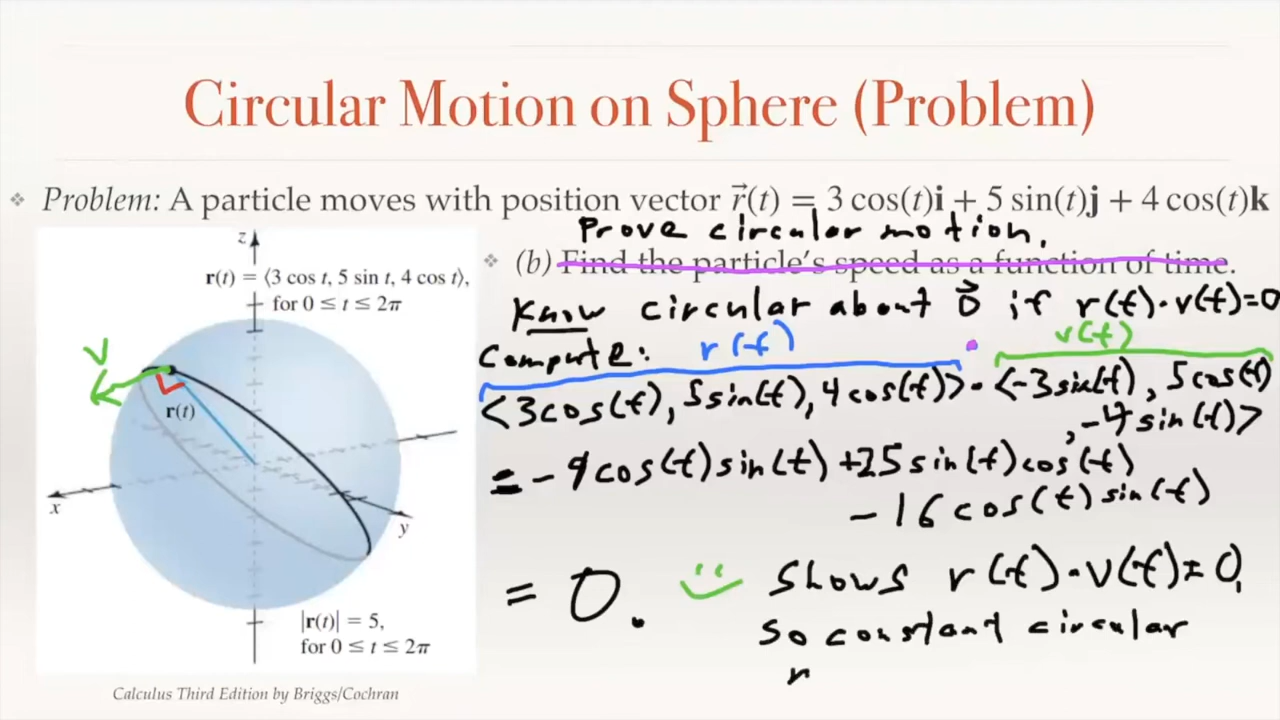 Circular Motion on Sphere (Problem)
❖ Problem: A particle moves with position vector r⃗(t) = 3 cos(t)i + 5 sin(t)j + 4 cos(t)k
Prove circular motion.
❖ (b) Find the particle's speed as a function of time.
Know circular about 0⃗ if r(t)·v(t)=0
Compute: r(t) v(t)
<3cos(t), 5sin(t), 4cos(t)> · <-3sin(t), 5cos(t)
, -4sin(t)>
= -9cos(t)sin(t) +25sin(t)cos(t)
-16cos(t)sin(t)
= 0. Shows r(t)·v(t)=0,
so constant circular
z
r(t) = ⟨3 cos t, 5 sin t, 4 cos t⟩,
for 0 ≤ t ≤ 2π
v
r(t)
x
y
|r(t)| = 5,
for 0 ≤ t ≤ 2π
Calculus Third Edition by Briggs/Cochran